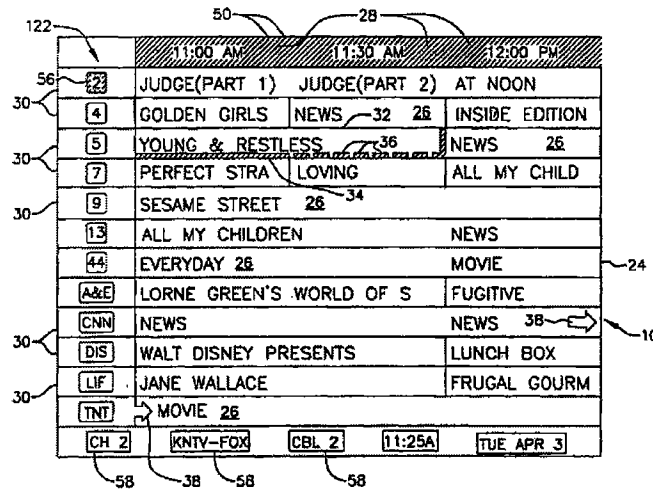 50 28
122 11:00 AM 11:30 AM 12:00 PM
56 2 JUDGE(PART 1) JUDGE(PART 2) AT NOON
30 4 GOLDEN GIRLS NEWS 32 26 INSIDE EDITION
5 YOUNG & RESTLESS 36 NEWS 26
30 7 PERFECT STRA LOVING ALL MY CHILD
34
30 9 SESAME STREET 26
13 ALL MY CHILDREN NEWS
44 EVERYDAY 26 MOVIE 24
A&E LORNE GREEN'S WORLD OF S FUGITIVE
CNN NEWS NEWS 38 10
30 DIS WALT DISNEY PRESENTS LUNCH BOX
30 LIF JANE WALLACE FRUGAL GOURM
TNT MOVIE 26
CH 2 KNTV-FOX CBL 2 11:25A TUE APR 3
58 38 58 58